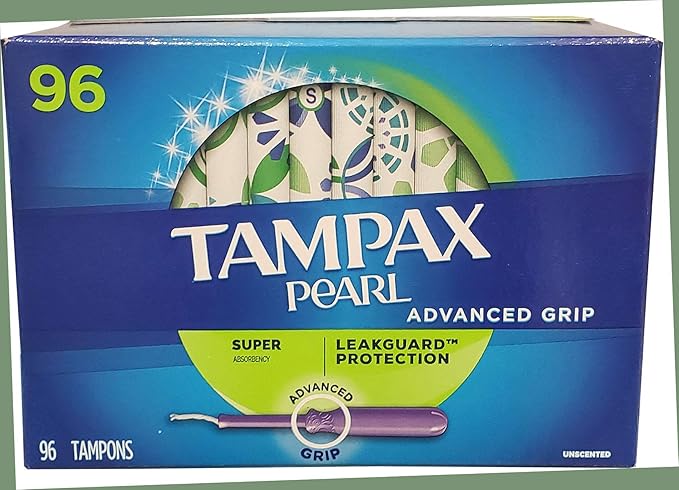 96
S
TAMPAX
PEARL
ADVANCED GRIP
SUPER
ABSORBENCY
LEAKGUARD™
PROTECTION
ADVANCED
GRIP
96 TAMPONS
UNSCENTED